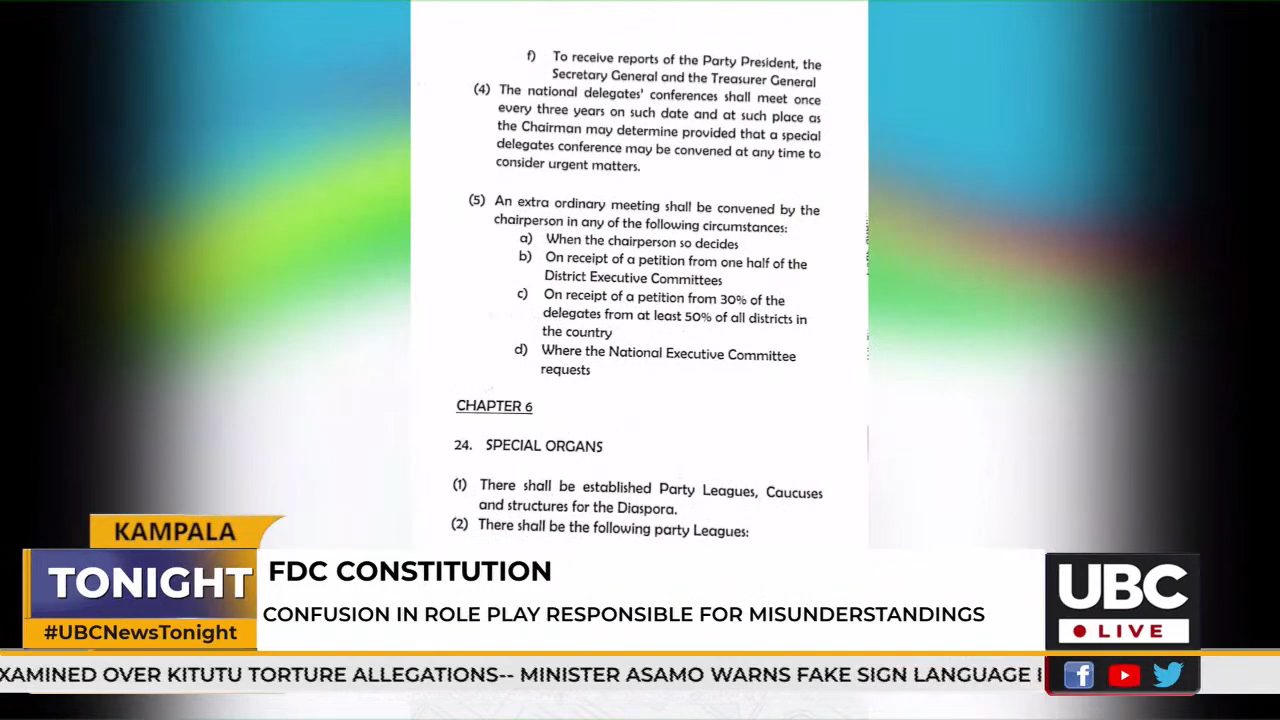 f) To receive reports of the Party President, the
Secretary General and the Treasurer General
(4) The national delegates' conferences shall meet once
every three years on such date and at such place as
the Chairman may determine provided that a special
delegates conference may be convened at any time to
consider urgent matters.
(5) An extra ordinary meeting shall be convened by the
chairperson in any of the following circumstances:
a) When the chairperson so decides
b) On receipt of a petition from one half of the
District Executive Committees
c) On receipt of a petition from 30% of the
delegates from at least 50% of all districts in
the country
d) Where the National Executive Committee
requests
CHAPTER 6
24. SPECIAL ORGANS
(1) There shall be established Party Leagues, Caucuses
and structures for the Diaspora.
(2) There shall be the following party Leagues:
KAMPALA
TONIGHT
#UBCNewsTonight
FDC CONSTITUTION
CONFUSION IN ROLE PLAY RESPONSIBLE FOR MISUNDERSTANDINGS
UBC
LIVE
XAMINED OVER KITUTU TORTURE ALLEGATIONS-- MINISTER ASAMO WARNS FAKE SIGN LANGUAGE